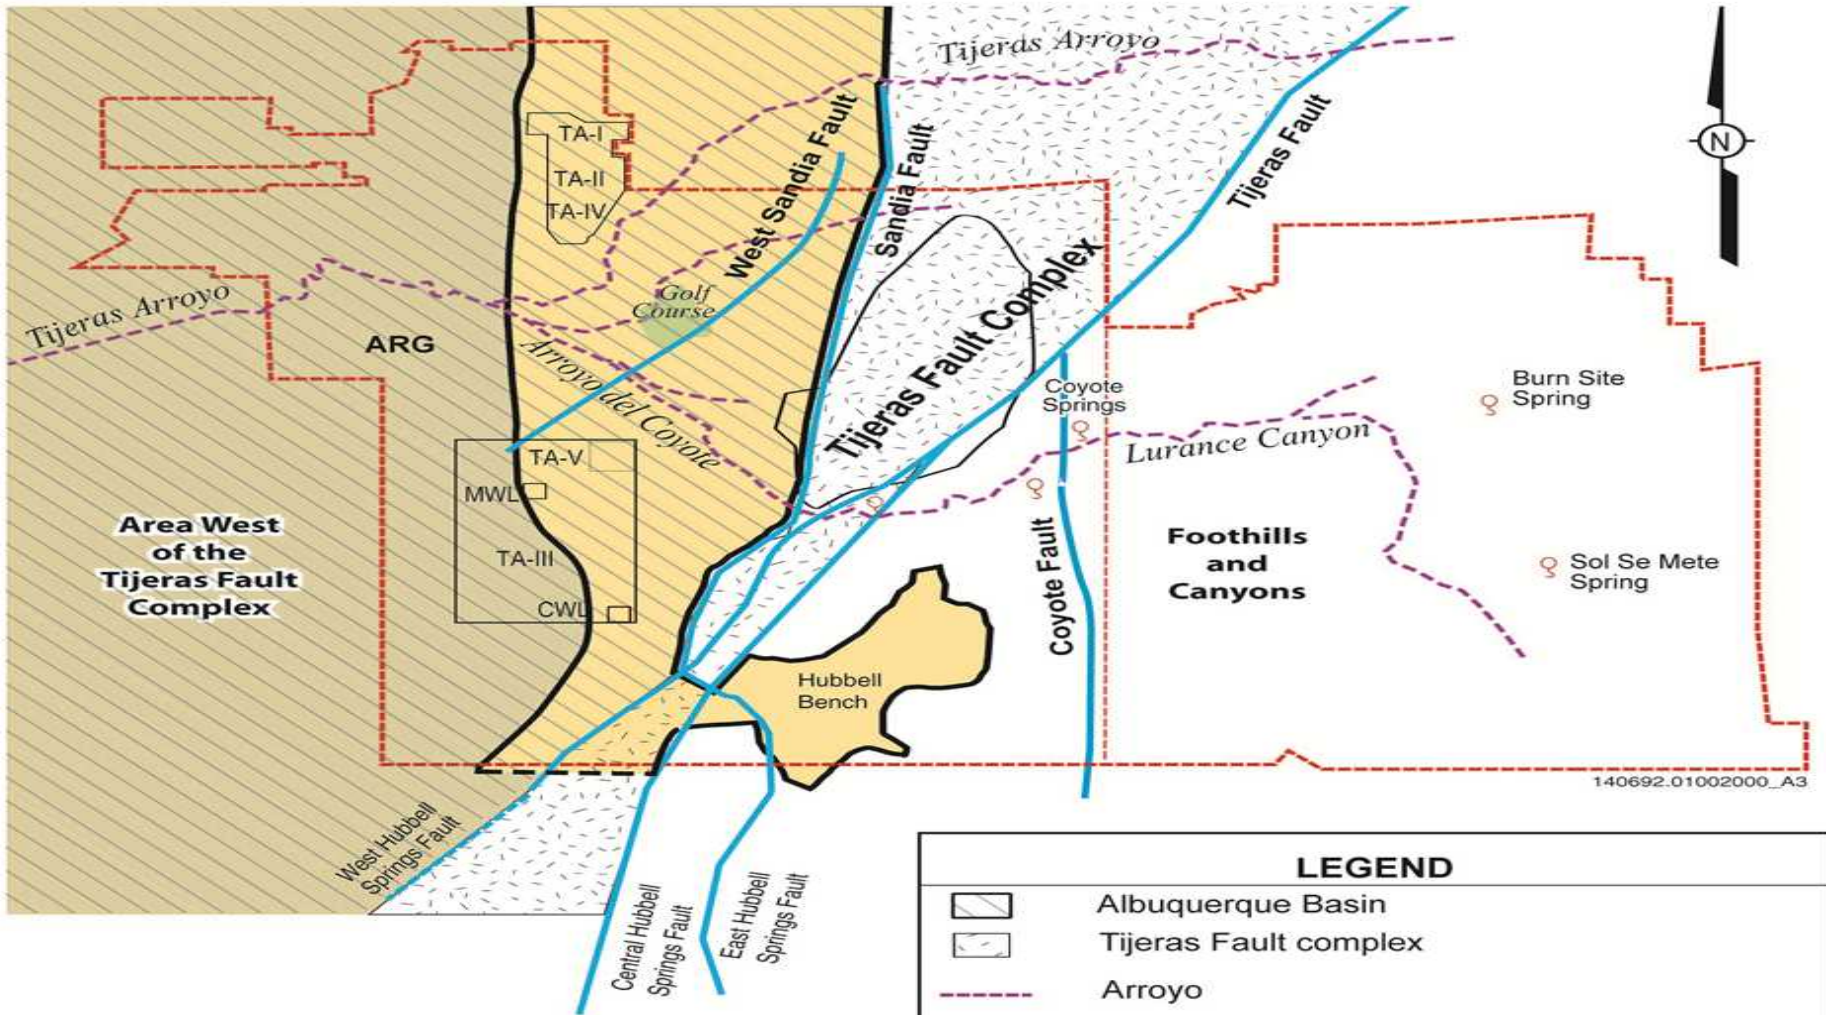 Tijeras Arroyo
N
TA-I
TA-II
TA-IV
West Sandia Fault
Sandia Fault
Tijeras Fault
Tijeras Fault Complex
Golf
Course
Tijeras Arroyo
ARG
Arroyo del Coyote
Coyote
Springs
Lurance Canyon
Burn Site
Spring
TA-V
MWL
TA-III
CWL
Area West
of the
Tijeras Fault
Complex
Coyote Fault
Foothills
and
Canyons
Sol Se Mete
Spring
Hubbell
Bench
140692.01002000_A3
West Hubbell
Springs Fault
Central Hubbell
Springs Fault
East Hubbell
Springs Fault
LEGEND
Albuquerque Basin
Tijeras Fault complex
Arroyo